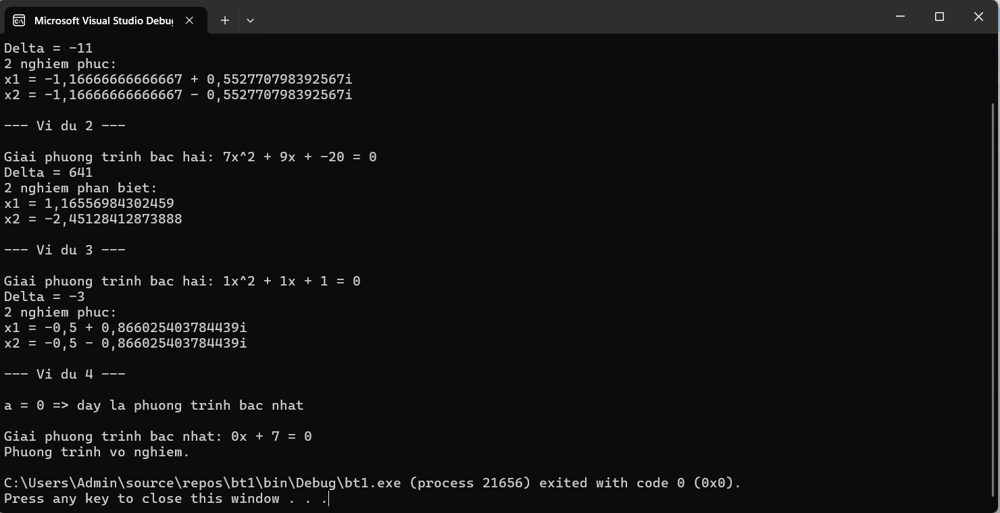 Microsoft Visual Studio Debug
Delta = -11
2 nghiem phuc:
x1 = -1,16666666666667 + 0,552770798392567i
x2 = -1,16666666666667 - 0,552770798392567i
--- Vi du 2 ---
Giai phuong trinh bac hai: 7x^2 + 9x + -20 = 0
Delta = 641
2 nghiem phan biet:
x1 = 1,16556984302459
x2 = -2,45128412873888
--- Vi du 3 ---
Giai phuong trinh bac hai: 1x^2 + 1x + 1 = 0
Delta = -3
2 nghiem phuc:
x1 = -0,5 + 0,866025403784439i
x2 = -0,5 - 0,866025403784439i
--- Vi du 4 ---
a = 0 => day la phuong trinh bac nhat
Giai phuong trinh bac nhat: 0x + 7 = 0
Phuong trinh vo nghiem.
C:\Users\Admin\source\repos\bt1\bin\Debug\bt1.exe (process 21656) exited with code 0 (0x0).
Press any key to close this window . . .